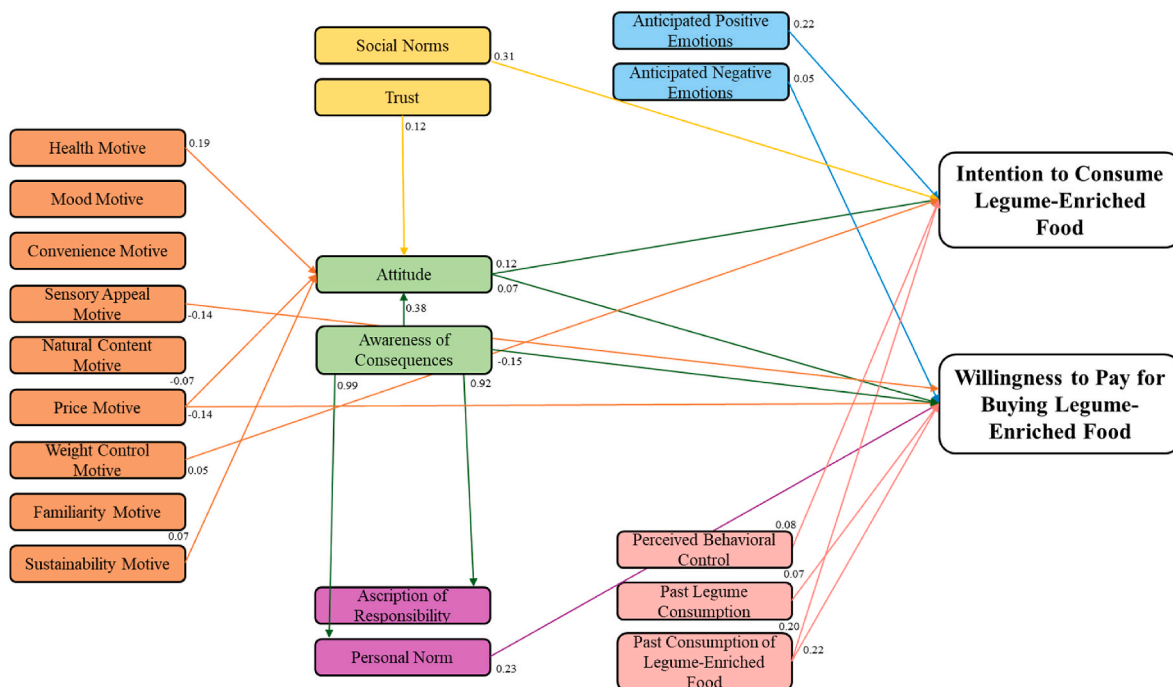 Social Norms
0.31
Trust
0.12
Anticipated Positive
Emotions
0.22
Anticipated Negative
Emotions
0.05
Health Motive
0.19
Mood Motive
Convenience Motive
Sensory Appeal
Motive
-0.14
Natural Content
Motive
-0.07
Price Motive
-0.14
Weight Control
Motive
0.05
Familiarity Motive
0.07
Sustainability Motive
Attitude
0.12
0.07
0.38
Awareness of
Consequences
-0.15
0.99
0.92
Ascription of
Responsibility
Personal Norm
0.23
0.08
Perceived Behavioral
Control
0.07
Past Legume
Consumption
0.20
Past Consumption of
Legume-Enriched
Food
0.22
Intention to Consume
Legume-Enriched
Food
Willingness to Pay for
Buying Legume-
Enriched Food